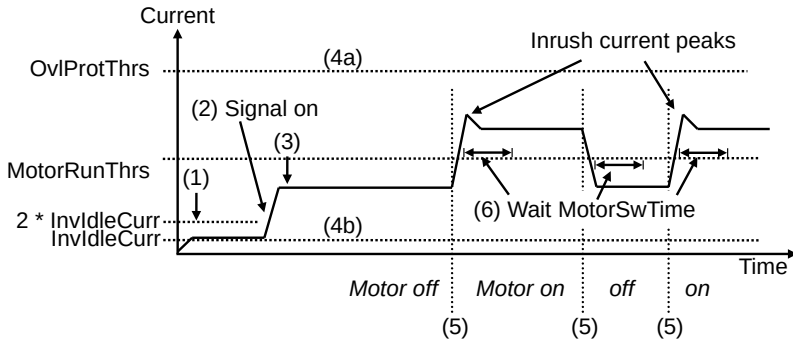 Current
OvlProtThrs
(4a)
Inrush current peaks
(2) Signal on
(3)
MotorRunThrs
(1)
2 * InvIdleCurr
InvIdleCurr
(4b)
(6) Wait MotorSwTime
Time
Motor off
Motor on
off
on
(5)
(5)
(5)